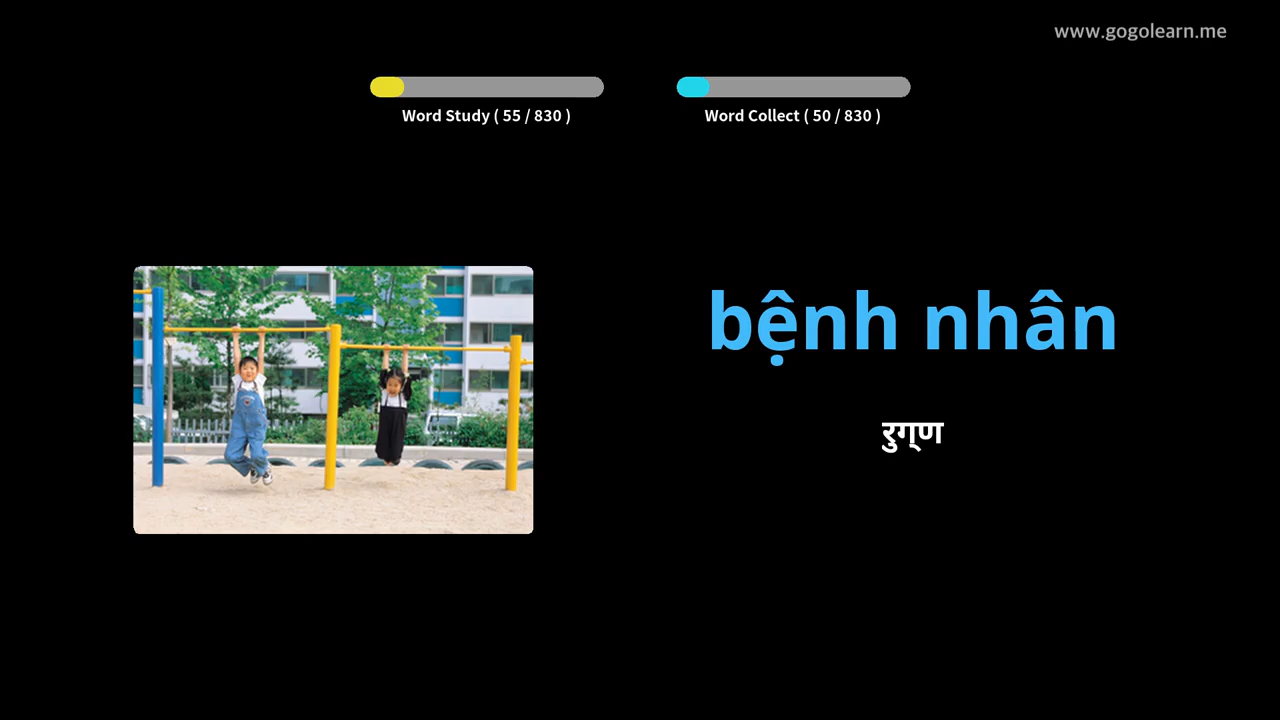 www.gogolearn.me
Word Study ( 55 / 830 )
Word Collect ( 50 / 830 )
bệnh nhân
रुग्ण